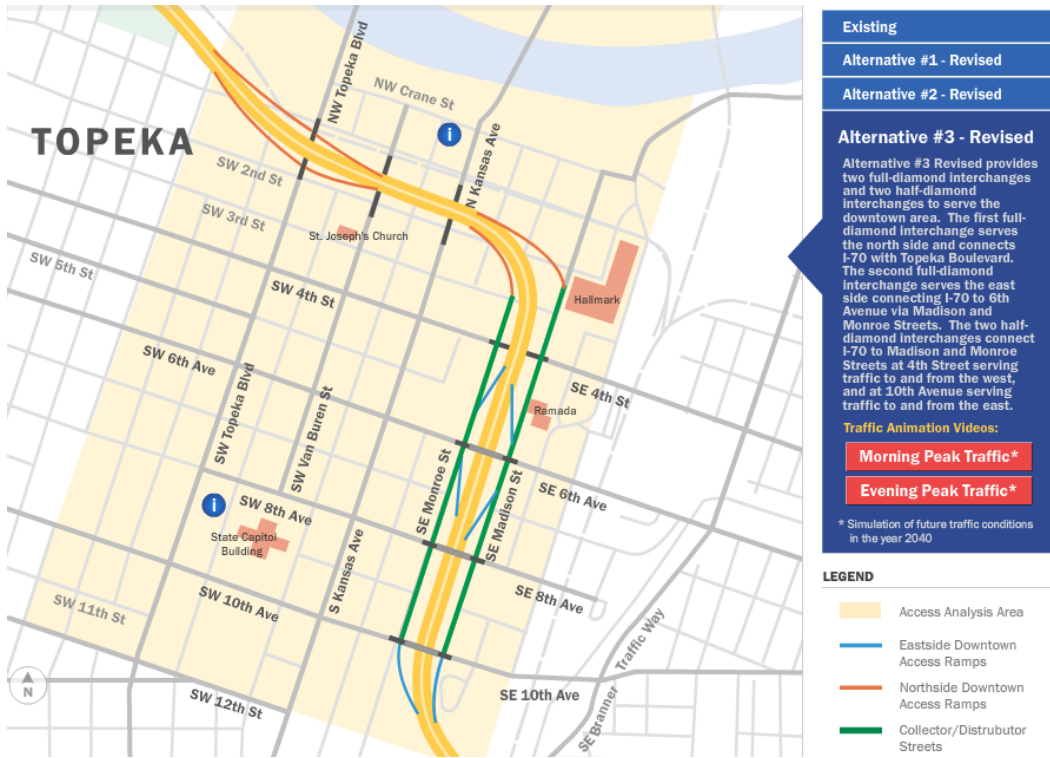 TOPEKA
NW Topeka Blvd
NW Crane St
i
N Kansas Ave
SW 2nd St
SW 3rd St
St. Joseph's Church
SW 5th St
SW 4th St
Hallmark
SW 6th Ave
SE 4th St
SW Topeka Blvd
SW Van Buren St
Ramada
SE Monroe St
SE Madison St
SE 6th Ave
i
SW 8th Ave
State Capitol
Building
S Kansas Ave
SE 8th Ave
SW 10th Ave
SW 11th St
SE Branner Traffic Way
N
SW 12th St
SE 10th Ave
Existing
Alternative #1 - Revised
Alternative #2 - Revised
Alternative #3 - Revised
Alternative #3 Revised provides
two full-diamond interchanges
and two half-diamond
interchanges to serve the
downtown area. The first full-
diamond interchange serves
the north side and connects
I-70 with Topeka Boulevard.
The second full-diamond
interchange serves the east
side connecting I-70 to 6th
Avenue via Madison and
Monroe Streets. The two half-
diamond interchanges connect
I-70 to Madison and Monroe
Streets at 4th Street serving
traffic to and from the west,
and at 10th Avenue serving
traffic to and from the east.
Traffic Animation Videos:
Morning Peak Traffic*
Evening Peak Traffic*
* Simulation of future traffic conditions
in the year 2040
LEGEND
Access Analysis Area
Eastside Downtown
Access Ramps
Northside Downtown
Access Ramps
Collector/Distrubutor
Streets